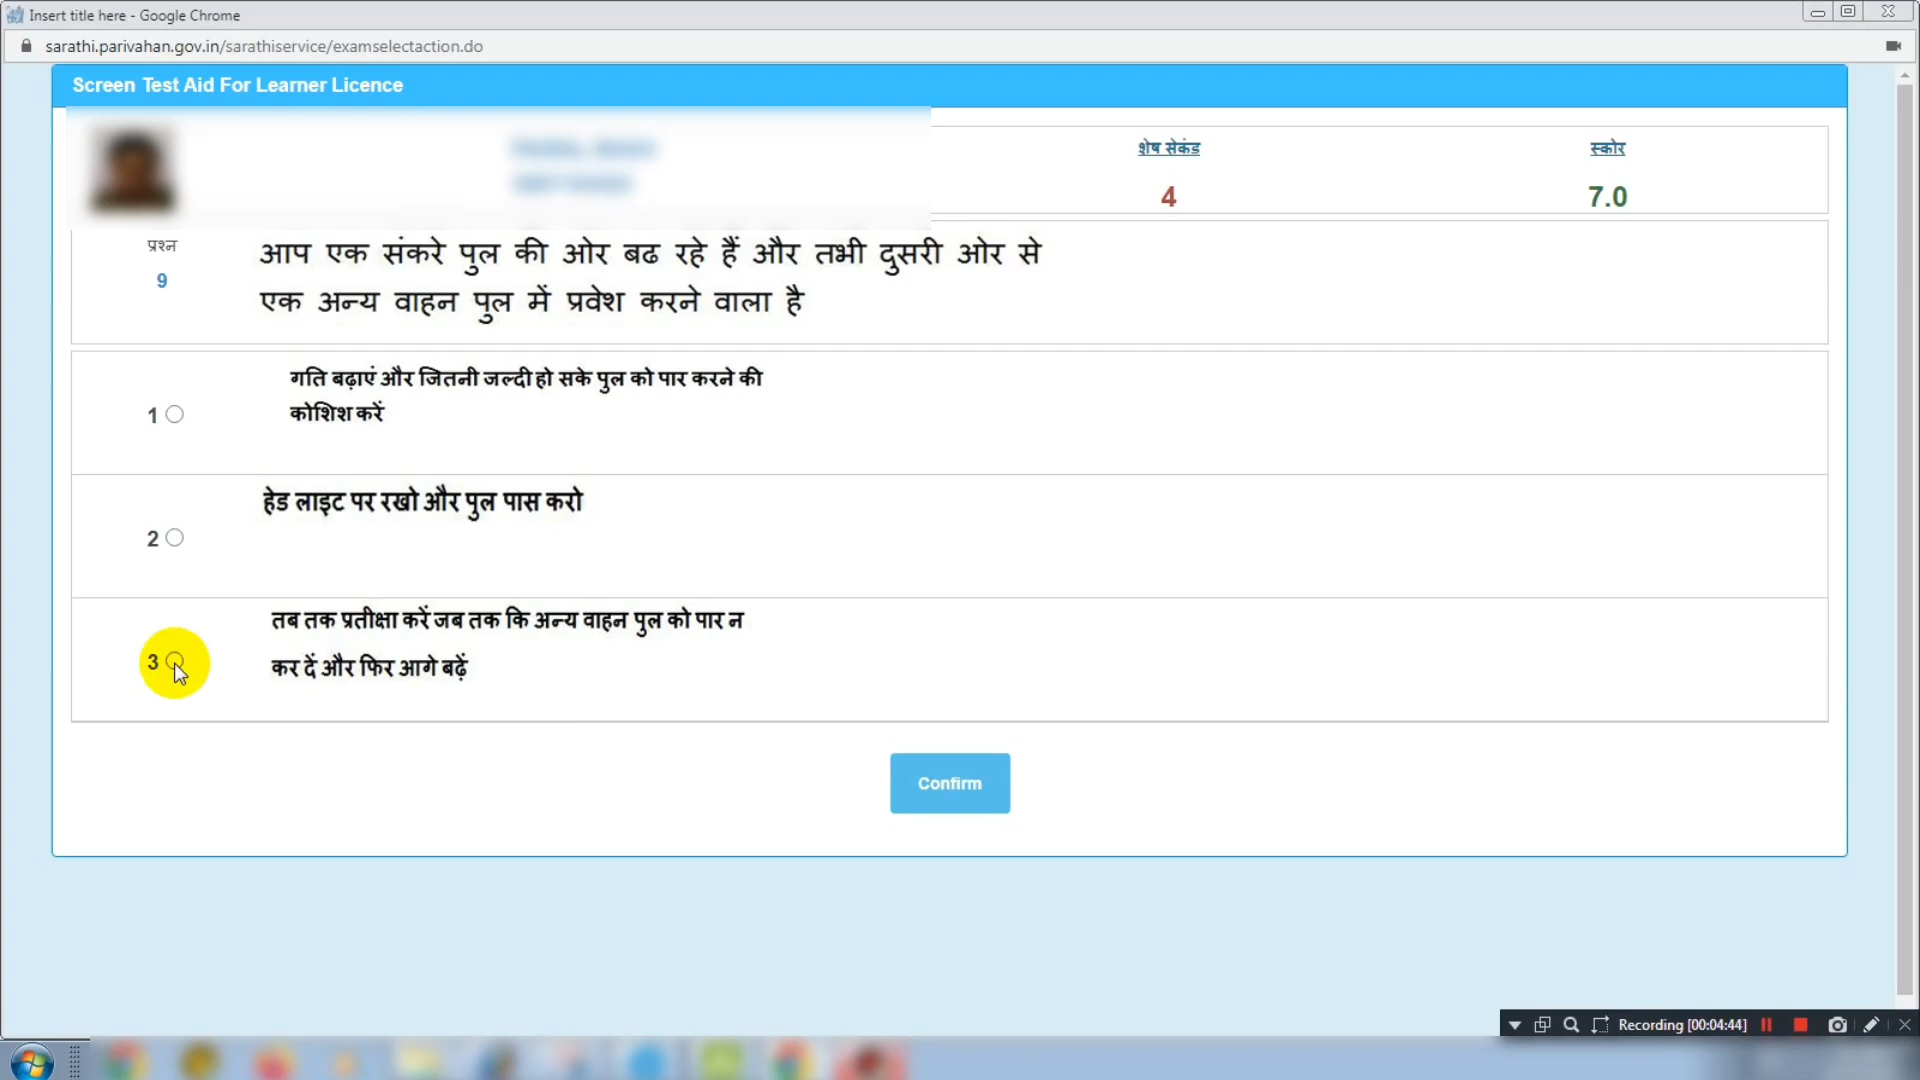 Insert title here - Google Chrome
sarathi.parivahan.gov.in/sarathiservice/examselectaction.do
Screen Test Aid For Learner Licence
शेष सेकंड
स्कोर
4
7.0
प्रश्न
9
आप एक संकरे पुल की ओर बढ रहे हैं और तभी दुसरी ओर से
एक अन्य वाहन पुल में प्रवेश करने वाला है
1
गति बढ़ाएं और जितनी जल्दी हो सके पुल को पार करने की
कोशिश करें
2
हेड लाइट पर रखो और पुल पास करो
3
तब तक प्रतीक्षा करें जब तक कि अन्य वाहन पुल को पार न
कर दें और फिर आगे बढ़ें
Confirm
Recording [00:04:44]